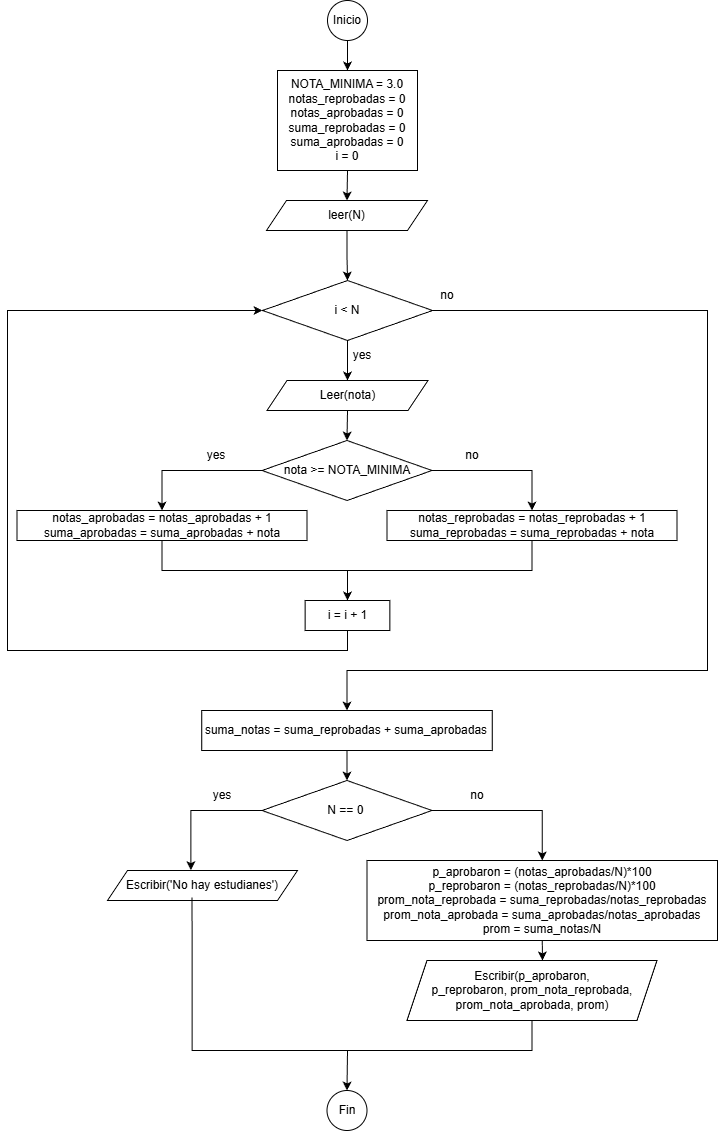 Inicio
NOTA_MINIMA = 3.0
notas_reprobadas = 0
notas_aprobadas = 0
suma_reprobadas = 0
suma_aprobadas = 0
i = 0
leer(N)
i < N
no
yes
Leer(nota)
nota >= NOTA_MINIMA
yes
no
notas_aprobadas = notas_aprobadas + 1
suma_aprobadas = suma_aprobadas + nota
notas_reprobadas = notas_reprobadas + 1
suma_reprobadas = suma_reprobadas + nota
i = i + 1
suma_notas = suma_reprobadas + suma_aprobadas
N == 0
yes
no
Escribir('No hay estudianes')
p_aprobaron = (notas_aprobadas/N)*100
p_reprobaron = (notas_reprobadas/N)*100
prom_nota_reprobada = suma_reprobadas/notas_reprobadas
prom_nota_aprobada = suma_aprobadas/notas_aprobadas
prom = suma_notas/N
Escribir(p_aprobaron,
p_reprobaron, prom_nota_reprobada,
prom_nota_aprobada, prom)
Fin